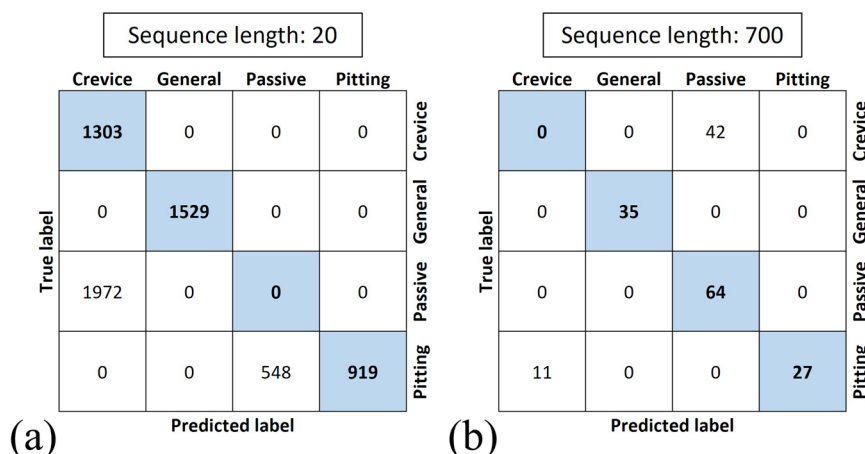 Sequence length: 20
Crevice General Passive Pitting
1303 0 0 0 Crevice
0 1529 0 0 General
1972 0 0 0 Passive
0 0 548 919 Pitting
True label
Predicted label
(a)
Sequence length: 700
Crevice General Passive Pitting
0 0 42 0 Crevice
0 35 0 0 General
0 0 64 0 Passive
11 0 0 27 Pitting
True label
Predicted label
(b)